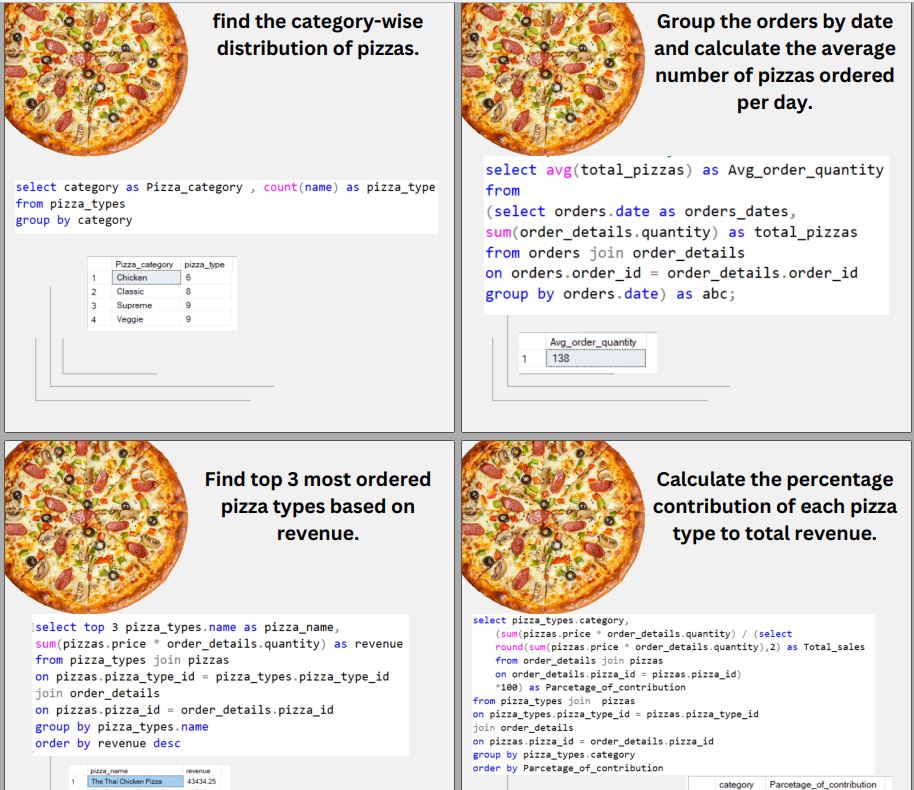 find the category-wise
distribution of pizzas.
select category as Pizza_category , count(name) as pizza_type
from pizza_types
group by category
Pizza_category pizza_type
1 Chicken 6
2 Classic 8
3 Supreme 9
4 Veggie 9
Group the orders by date
and calculate the average
number of pizzas ordered
per day.
select avg(total_pizzas) as Avg_order_quantity
from
(select orders.date as orders_dates,
sum(order_details.quantity) as total_pizzas
from orders join order_details
on orders.order_id = order_details.order_id
group by orders.date) as abc;
Avg_order_quantity
1 138
Find top 3 most ordered
pizza types based on
revenue.
select top 3 pizza_types.name as pizza_name,
sum(pizzas.price * order_details.quantity) as revenue
from pizza_types join pizzas
on pizzas.pizza_type_id = pizza_types.pizza_type_id
join order_details
on pizzas.pizza_id = order_details.pizza_id
group by pizza_types.name
order by revenue desc
pizza_name revenue
1 The Thai Chicken Pizza 43434.25
Calculate the percentage
contribution of each pizza
type to total revenue.
select pizza_types.category,
(sum(pizzas.price * order_details.quantity) / (select
round(sum(pizzas.price * order_details.quantity),2) as Total_sales
from order_details join pizzas
on order_details.pizza_id = pizzas.pizza_id)
*100) as Parcetage_of_contribution
from pizza_types join pizzas
on pizza_types.pizza_type_id = pizzas.pizza_type_id
join order_details
on pizzas.pizza_id = order_details.pizza_id
group by pizza_types.category
order by Parcetage_of_contribution
category Parcetage_of_contribution